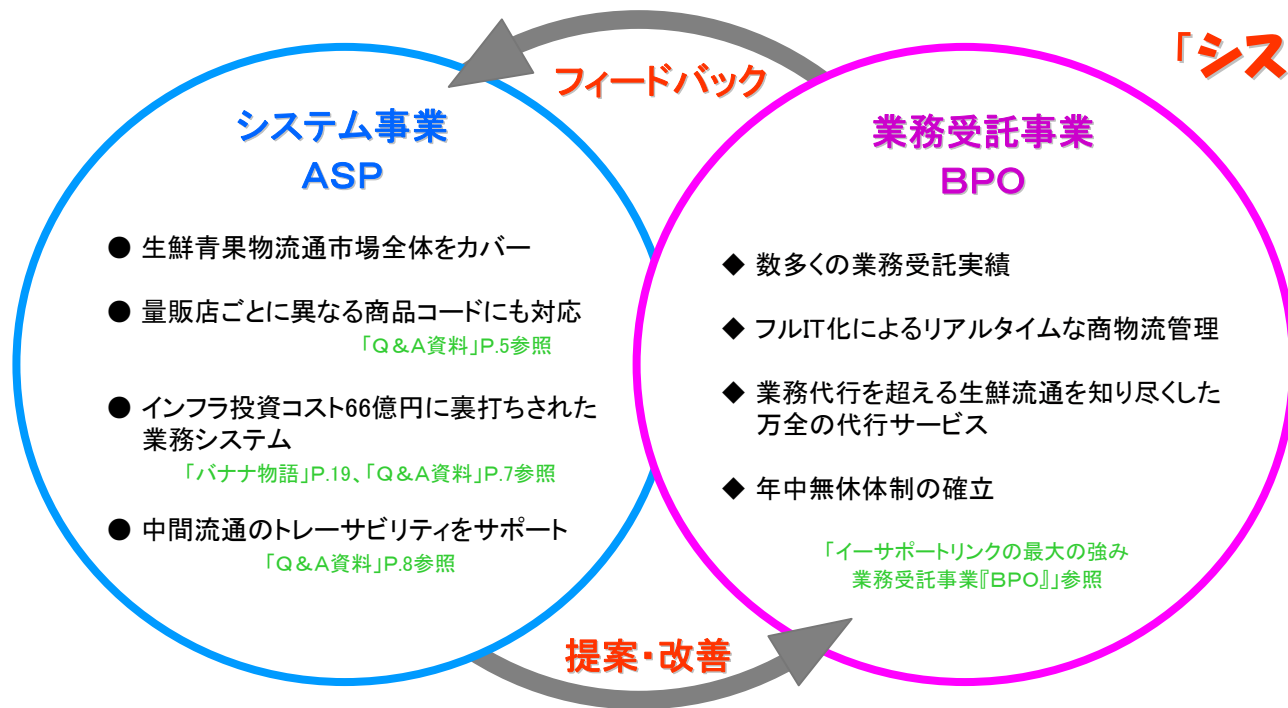 「シス
フィードバック
システム事業
ASP
● 生鮮青果物流通市場全体をカバー
● 量販店ごとに異なる商品コードにも対応
「Q&A資料」P.5参照
● インフラ投資コスト66億円に裏打ちされた
業務システム
「バナナ物語」P.19、「Q&A資料」P.7参照
● 中間流通のトレーサビリティをサポート
「Q&A資料」P.8参照
業務受託事業
BPO
◆ 数多くの業務受託実績
◆ フルIT化によるリアルタイムな商物流管理
◆ 業務代行を超える生鮮流通を知り尽くした
万全の代行サービス
◆ 年中無休体制の確立
「イーサポートリンクの最大の強み
業務受託事業『BPO』」参照
提案・改善